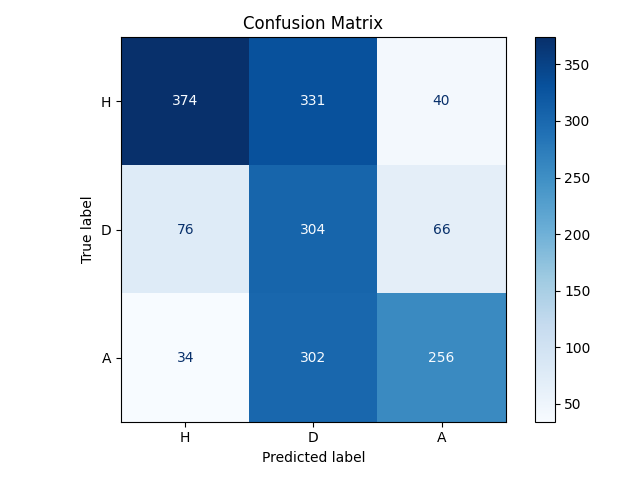 Confusion Matrix
True label
H 374 331 40
D 76 304 66
A 34 302 256
H D A
Predicted label
350
300
250
200
150
100
50